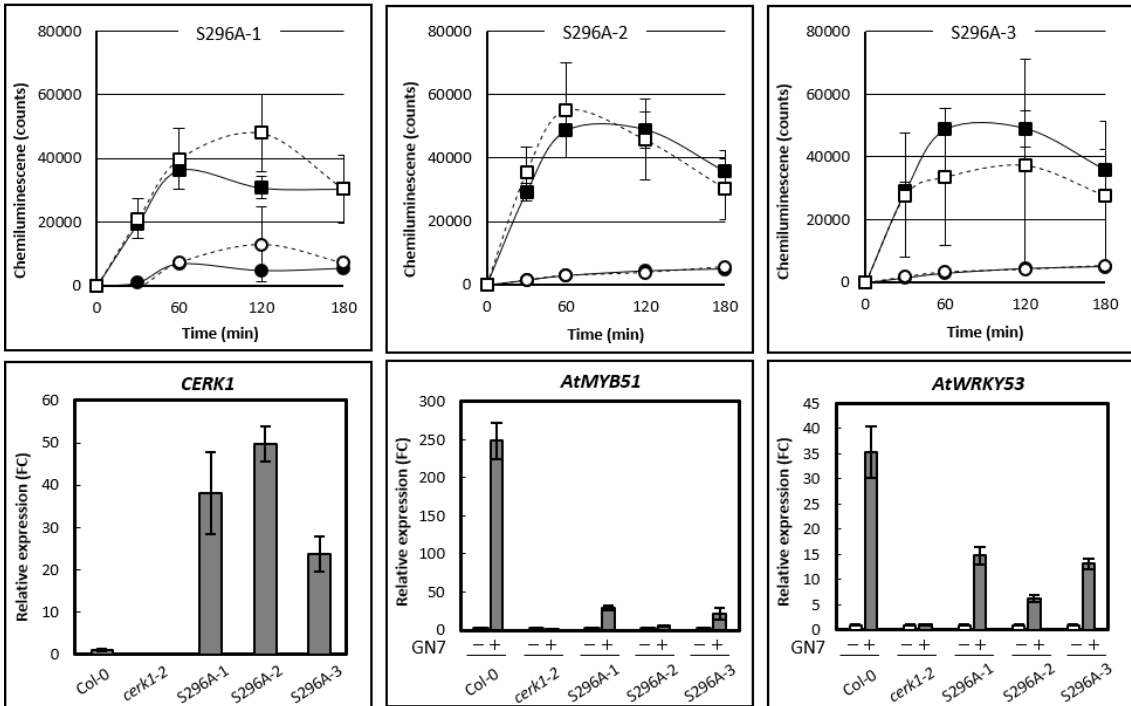 S296A-1
Chemiluminescene (counts)
80000
60000
40000
20000
0
0 60 120 180
Time (min)
S296A-2
Chemiluminescene (counts)
80000
60000
40000
20000
0
0 60 120 180
Time (min)
S296A-3
Chemiluminescene (counts)
80000
60000
40000
20000
0
0 60 120 180
Time (min)
CERK1
Relative expression (FC)
60
50
40
30
20
10
0
Col-0 cerk1-2 S296A-1 S296A-2 S296A-3
AtMYB51
Relative expression (FC)
300
250
200
150
100
50
0
GN7 − + − + − + − + − +
Col-0 cerk1-2 S296A-1 S296A-2 S296A-3
AtWRKY53
Relative expression (FC)
45
40
35
30
25
20
15
10
5
0
GN7 − + − + − + − + − +
Col-0 cerk1-2 S296A-1 S296A-2 S296A-3